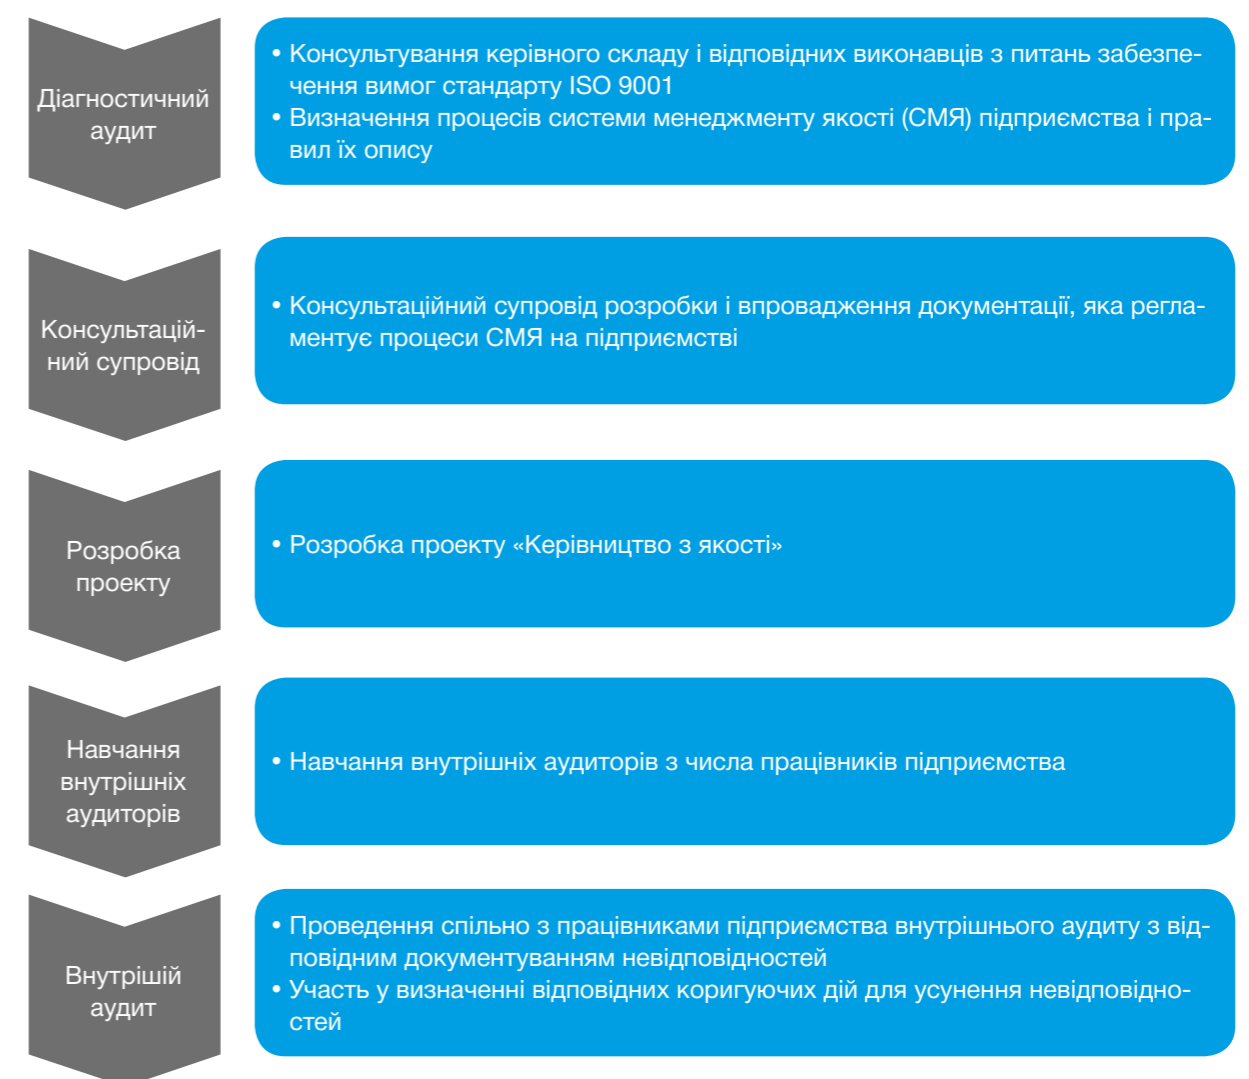 Діагностичний
аудит
• Консультування керівного складу і відповідних виконавців з питань забезпе-
чення вимог стандарту ISO 9001
• Визначення процесів системи менеджменту якості (СМЯ) підприємства і пра-
вил їх опису
Консультацій-
ний супровід
• Консультаційний супровід розробки і впровадження документації, яка регла-
ментує процеси СМЯ на підприємстві
Розробка
проекту
• Розробка проекту «Керівництво з якості»
Навчання
внутрішніх
аудиторів
• Навчання внутрішніх аудиторів з числа працівників підприємства
Внутрішій
аудит
• Проведення спільно з працівниками підприємства внутрішнього аудиту з від-
повідним документуванням невідповідностей
• Участь у визначенні відповідних коригуючих дій для усунення невідповідно-
стей